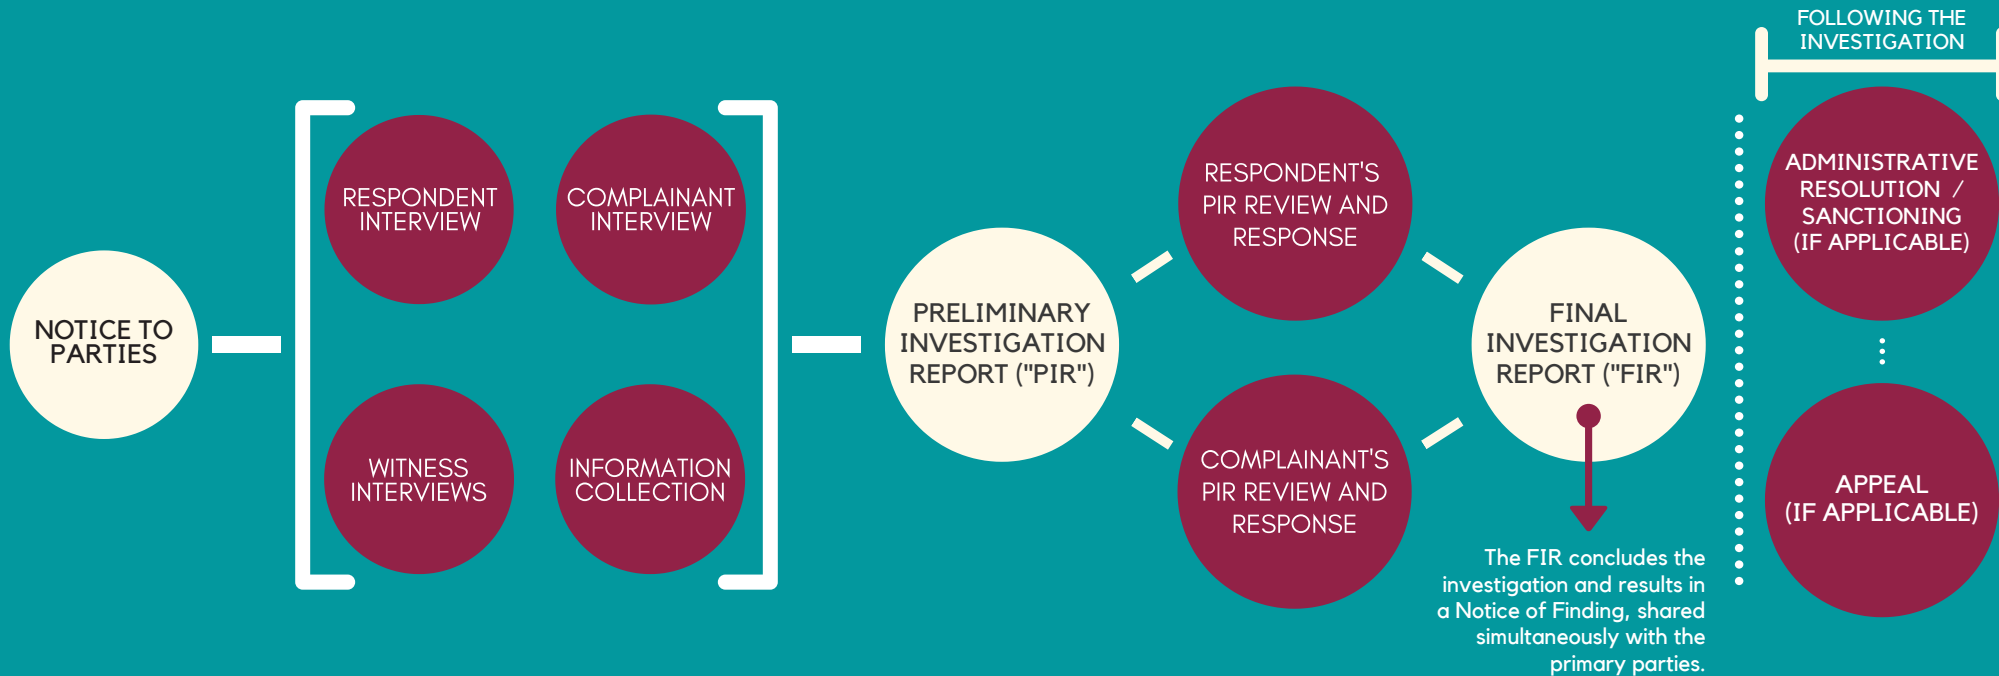 NOTICE TO
PARTIES
RESPONDENT
INTERVIEW
COMPLAINANT
INTERVIEW
WITNESS
INTERVIEWS
INFORMATION
COLLECTION
PRELIMINARY
INVESTIGATION
REPORT ("PIR")
RESPONDENT'S
PIR REVIEW AND
RESPONSE
COMPLAINANT'S
PIR REVIEW AND
RESPONSE
FINAL
INVESTIGATION
REPORT ("FIR")
The FIR concludes the
investigation and results in
a Notice of Finding, shared
simultaneously with the
primary parties.
FOLLOWING THE
INVESTIGATION
ADMINISTRATIVE
RESOLUTION /
SANCTIONING
(IF APPLICABLE)
APPEAL
(IF APPLICABLE)